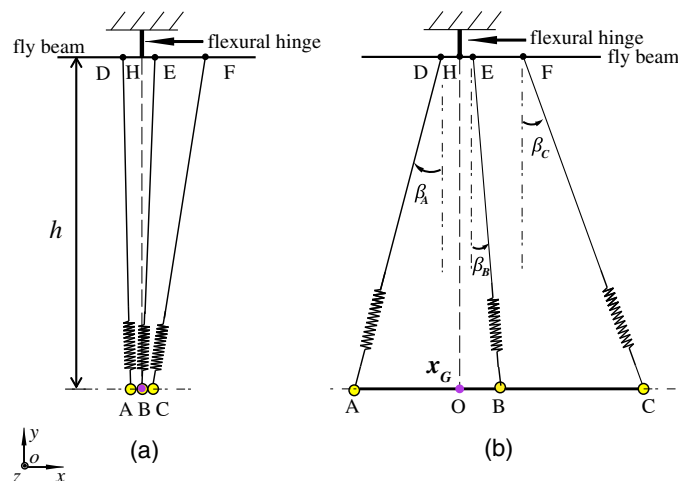 flexural hinge
fly beam
D H E F
h
A B C
y
o
x
z
(a)
flexural hinge
fly beam
D H E F
β_C
β_A
β_B
x_G
A O B C
(b)